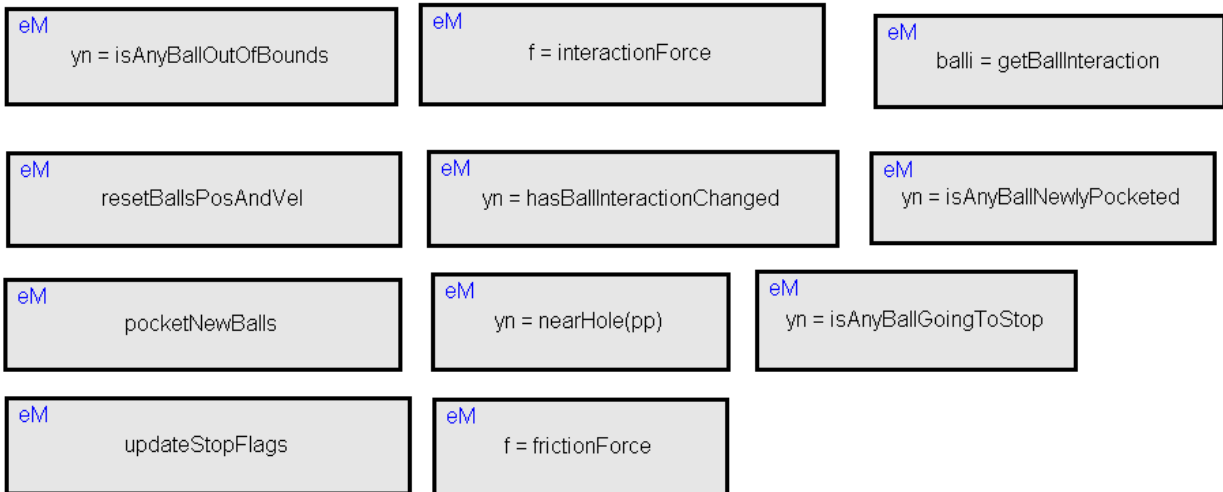 eM
yn = isAnyBallOutOfBounds
eM
f = interactionForce
eM
balli = getBallInteraction
eM
resetBallsPosAndVel
eM
yn = hasBallInteractionChanged
eM
yn = isAnyBallNewlyPocketed
eM
pocketNewBalls
eM
yn = nearHole(pp)
eM
yn = isAnyBallGoingToStop
eM
updateStopFlags
eM
f = frictionForce